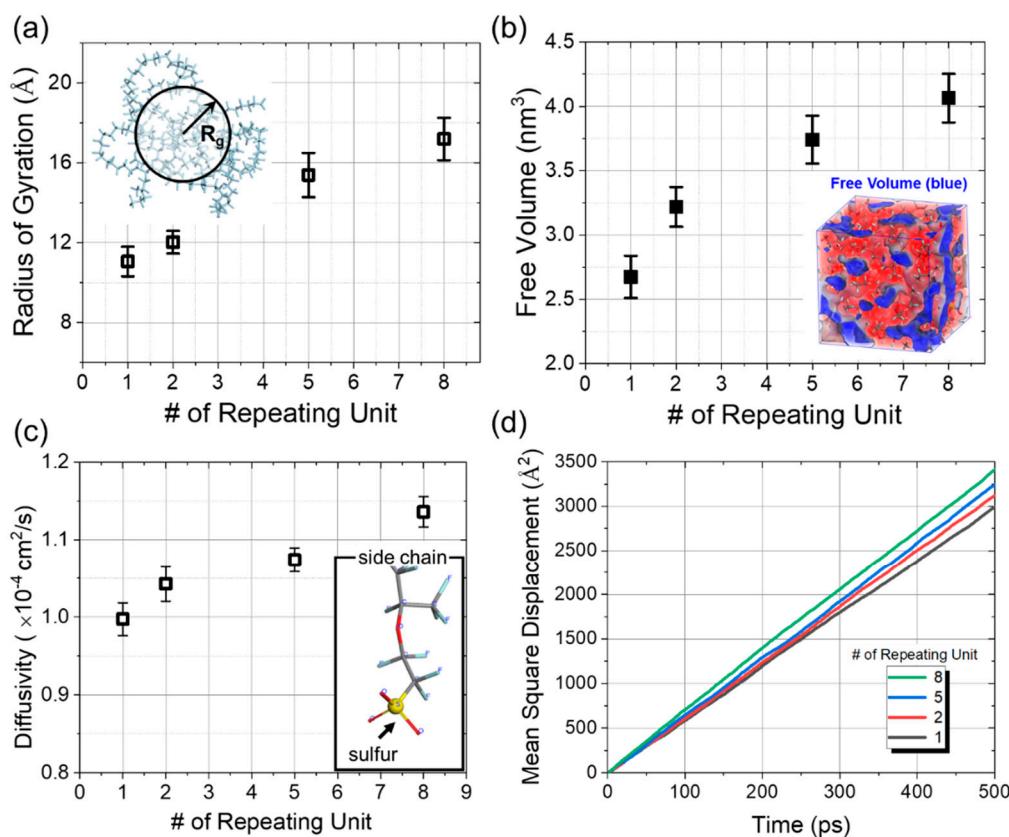 (a)
Radius of Gyration (Å)
20
16
12
8
0 1 2 3 4 5 6 7 8
# of Repeating Unit
Rg
(b)
Free Volume (nm³)
4.5
4.0
3.5
3.0
2.5
2.0
0 1 2 3 4 5 6 7 8
# of Repeating Unit
Free Volume (blue)
(c)
Diffusivity ( ×10⁻⁴ cm²/s)
1.2
1.1
1.0
0.9
0.8
0 1 2 3 4 5 6 7 8 9
# of Repeating Unit
side chain
S
sulfur
(d)
Mean Square Displacement (Å²)
3500
3000
2500
2000
1500
1000
500
0
0 100 200 300 400 500
Time (ps)
# of Repeating Unit
8
5
2
1